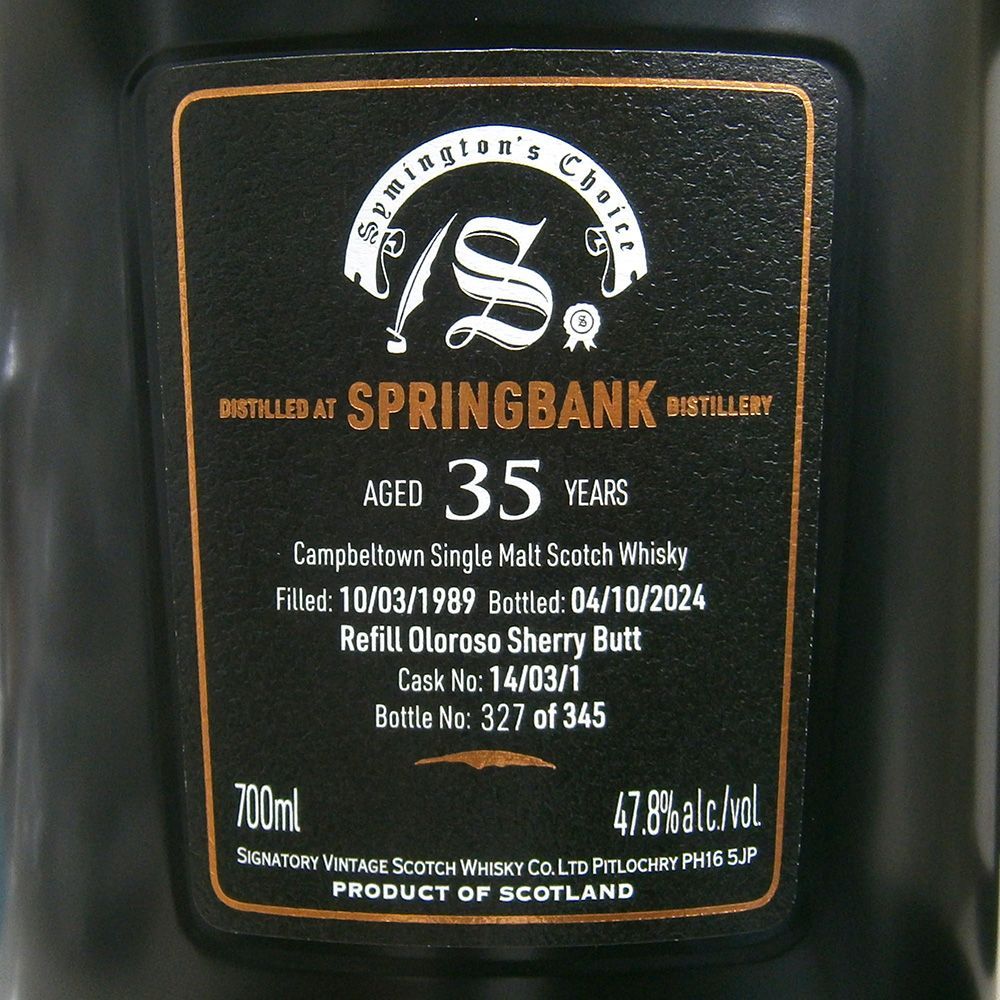 Symington's Choice
S
S
DISTILLED AT SPRINGBANK DISTILLERY
AGED 35 YEARS
Campbeltown Single Malt Scotch Whisky
Filled: 10/03/1989 Bottled: 04/10/2024
Refill Oloroso Sherry Butt
Cask No: 14/03/1
Bottle No: 327 of 345
700ml 47.8%alc./vol.
SIGNATORY VINTAGE SCOTCH WHISKY CO. LTD PITLOCHRY PH16 5JP
PRODUCT OF SCOTLAND